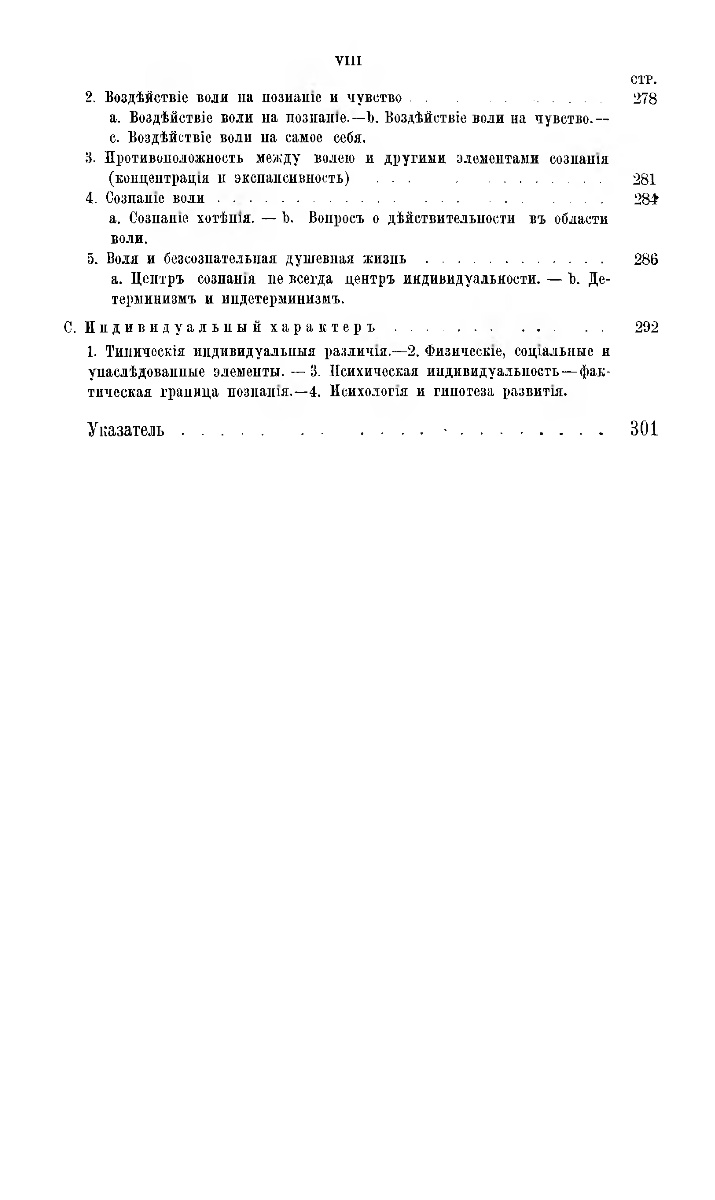 VIII
СТР.
2. Воздѣйствіе воли на познаніе и чувство . . . . . . . . 278
a. Воздѣйствіе воли на познаніе.—b. Воздѣйствіе воли на чувство.—
c. Воздѣйствіе воли на самое себя.
3. Противоположность между волею и другими элементами сознанія
(концентрація и экспансивность) . . . . . . . . . . . . 281
4. Сознаніе воли . . . . . . . . . . . . . . . . . . . . 284
a. Сознаніе хотѣнія. — b. Вопросъ о дѣйствительности въ области
воли.
5. Воля и безсознательная душевная жизнь . . . . . . . . . . . . 286
a. Центръ сознанія не всегда центръ индивидуальности. — b. Де-
терминизмъ и индетерминизмъ.
C. Индивидуальный характеръ . . . . . . . . . . . . 292
1. Типическія индивидуальныя различія.—2. Физическіе, соціальные и
унаслѣдованные элементы. — 3. Психическая индивидуальность—фак-
тическая граница познанія.—4. Психологія и гипотеза развитія.
Указатель . . . . . . . . . . . . . . . . . . . . . 301